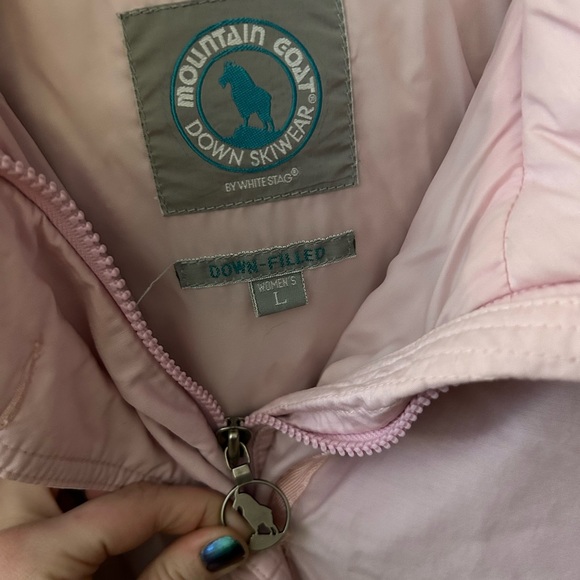 MOUNTAIN GOAT
DOWN SKIWEAR®
BY WHITE STAG®
DOWN-FILLED
WOMEN'S
L